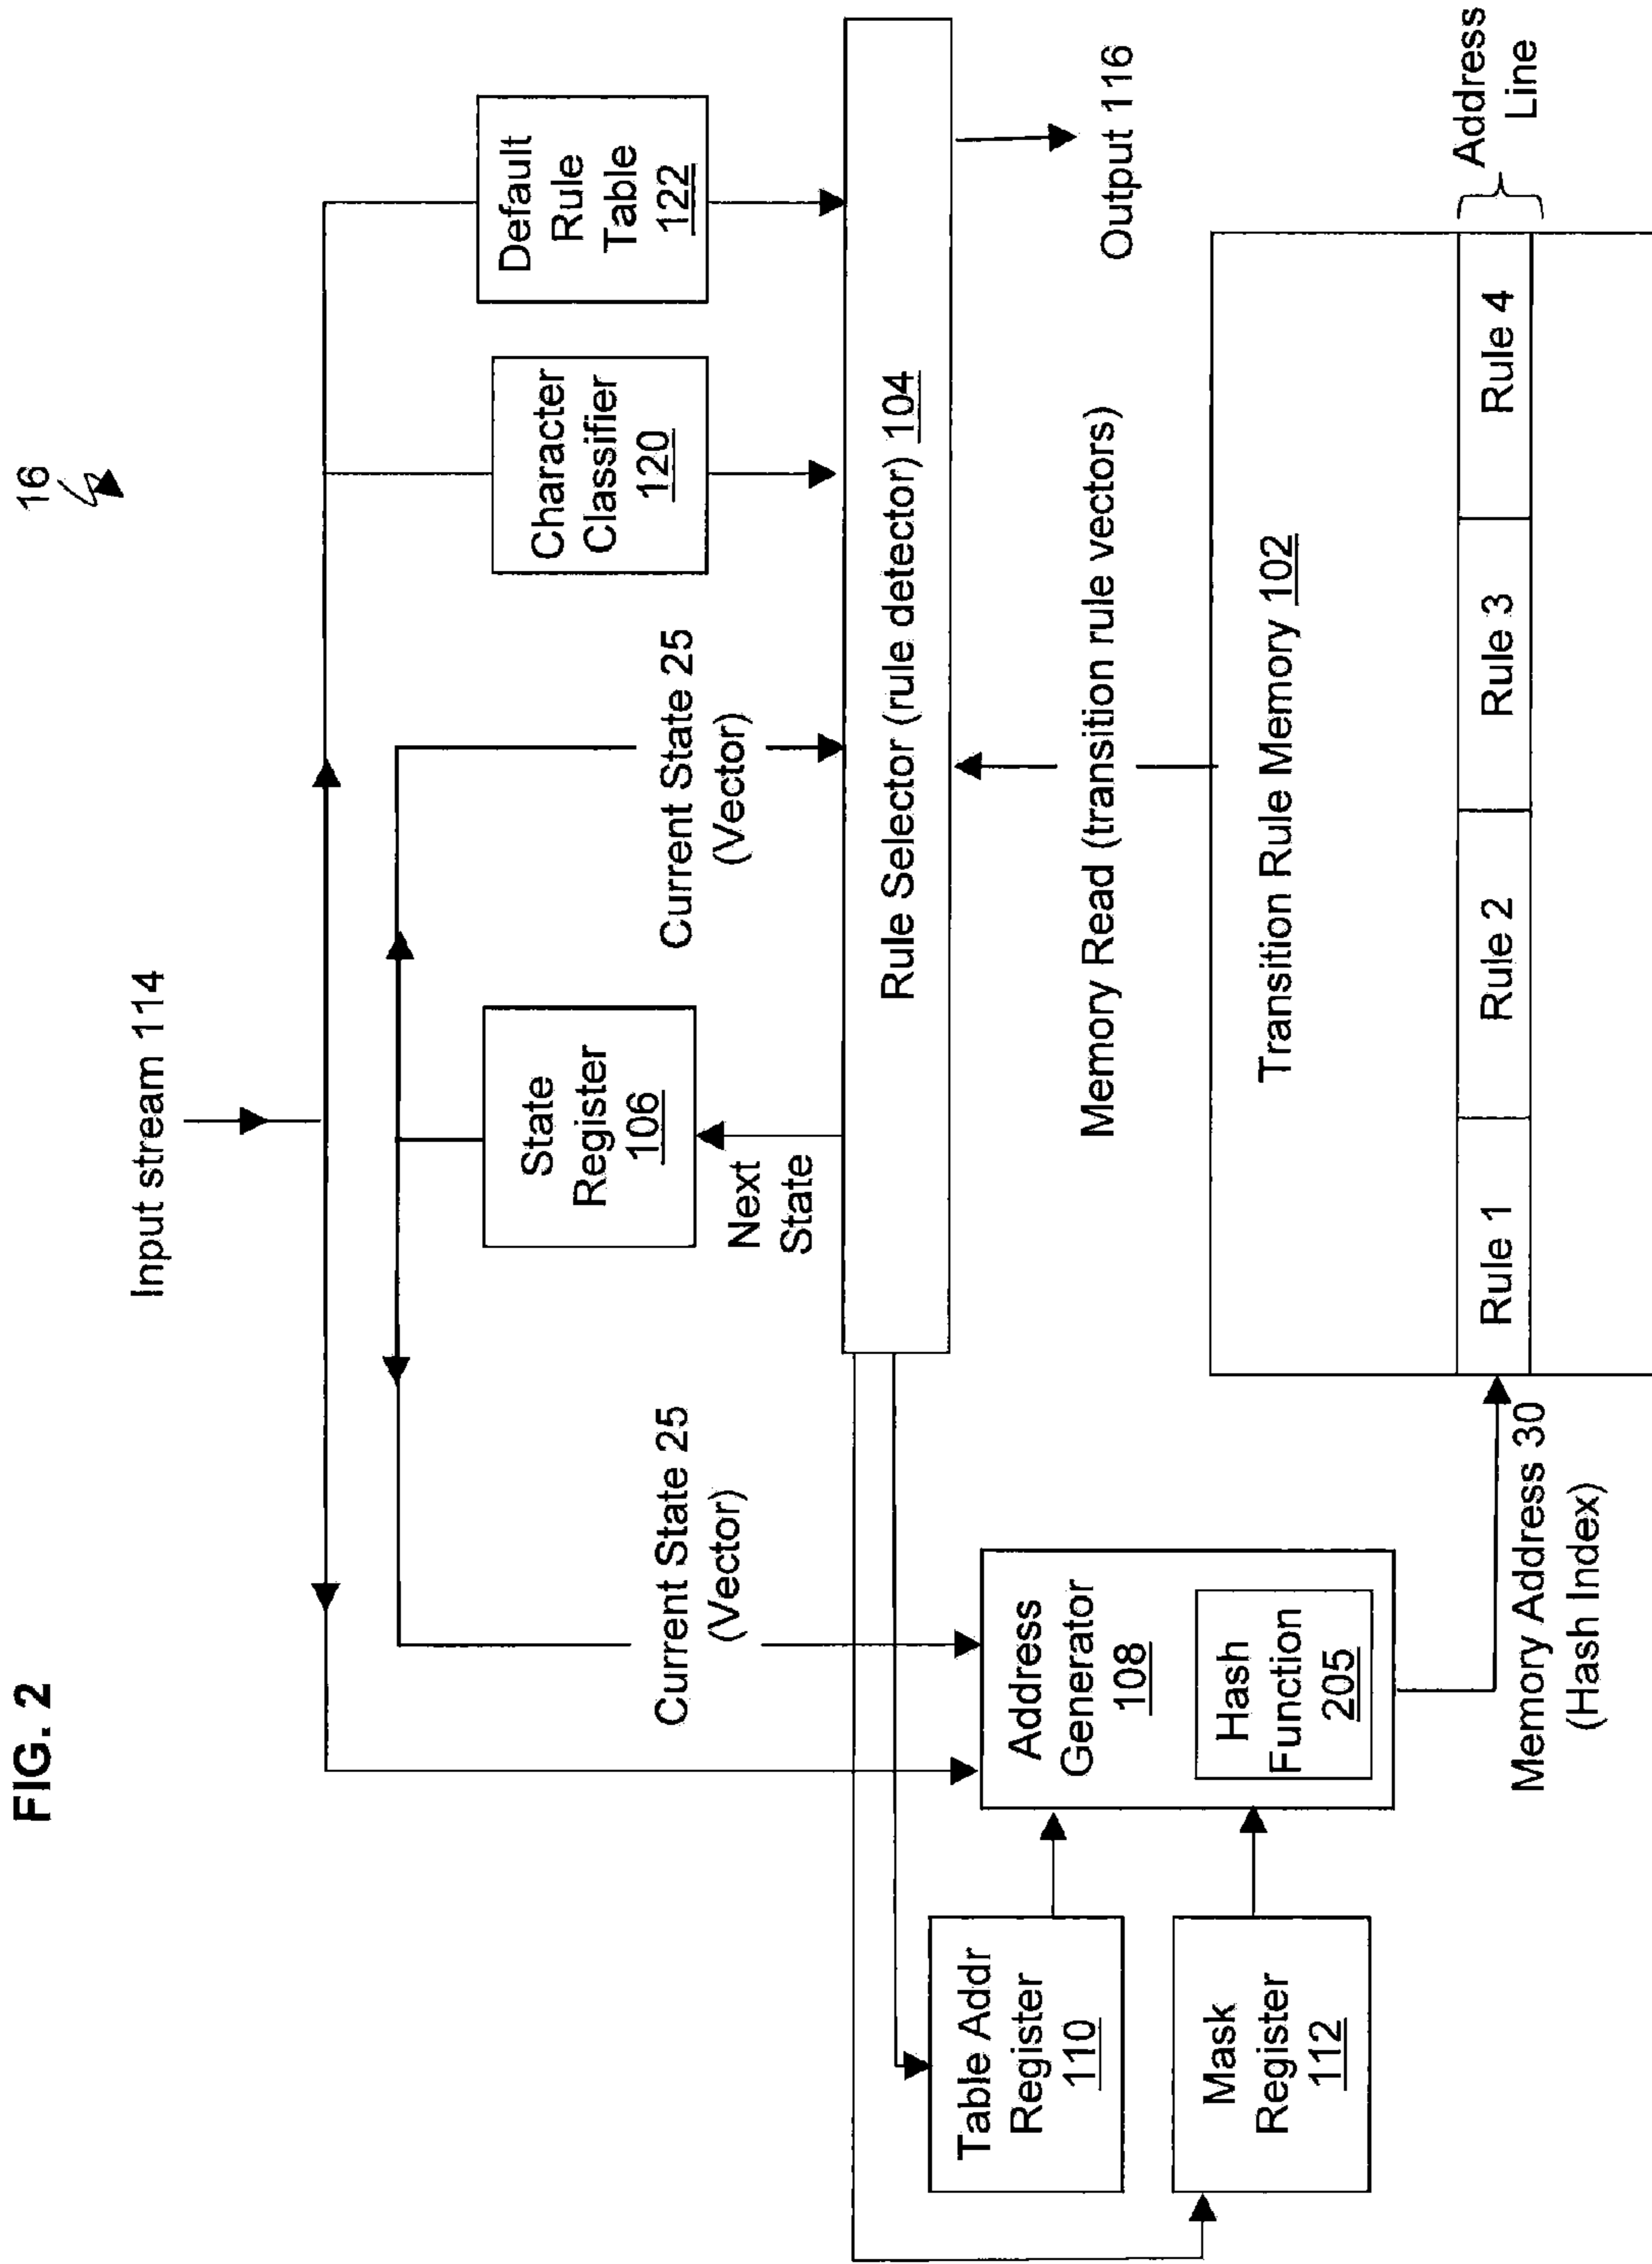 FIG. 2
16
Input stream 114
State
Register
106
Character
Classifier
120
Default
Rule
Table
122
Current State 25
(Vector)
Current State 25
(Vector)
Next
State
Rule Selector (rule detector) 104
Output 116
Memory Read (transition rule vectors)
Table Addr
Register
110
Mask
Register
112
Address
Generator
108
Hash
Function
205
Transition Rule Memory 102
Rule 1
Rule 2
Rule 3
Rule 4
Address
Line
Memory Address 30
(Hash Index)